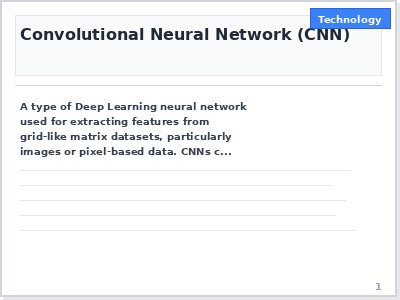 Technology
Convolutional Neural Network (CNN)
A type of Deep Learning neural network
used for extracting features from
grid-like matrix datasets, particularly
images or pixel-based data. CNNs c...
1